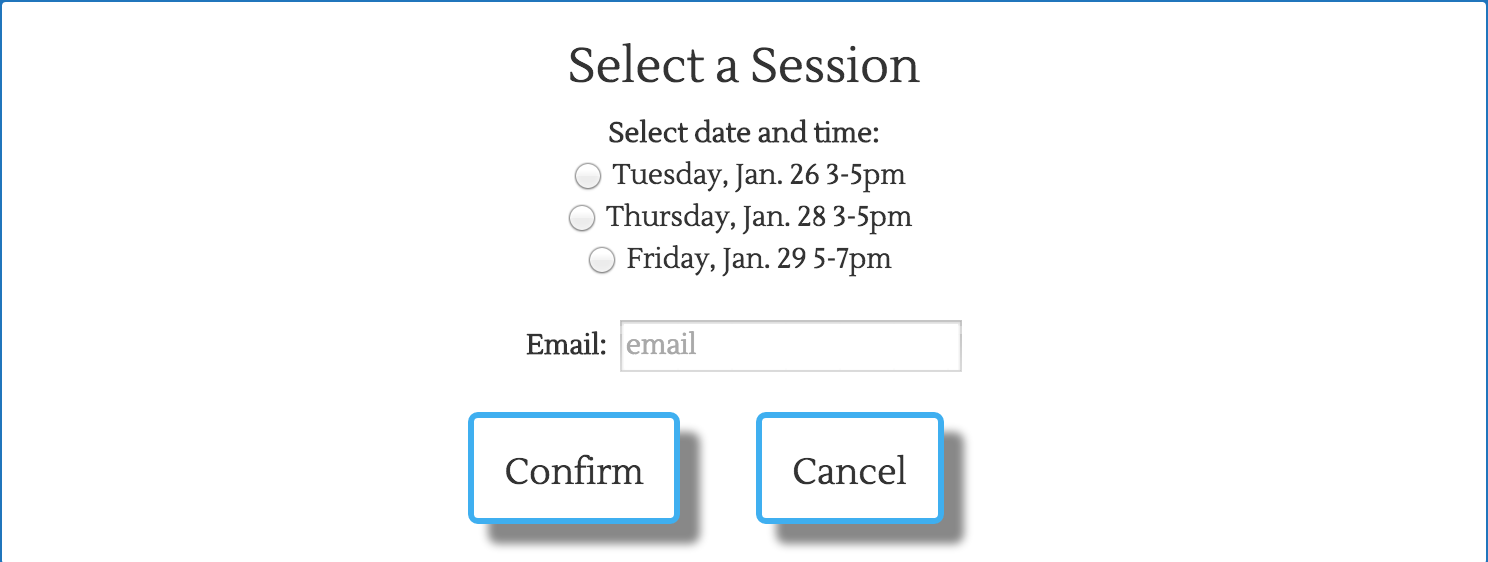 Select a Session
Select date and time:
Tuesday, Jan. 26 3-5pm
Thursday, Jan. 28 3-5pm
Friday, Jan. 29 5-7pm
Email: email
Confirm Cancel